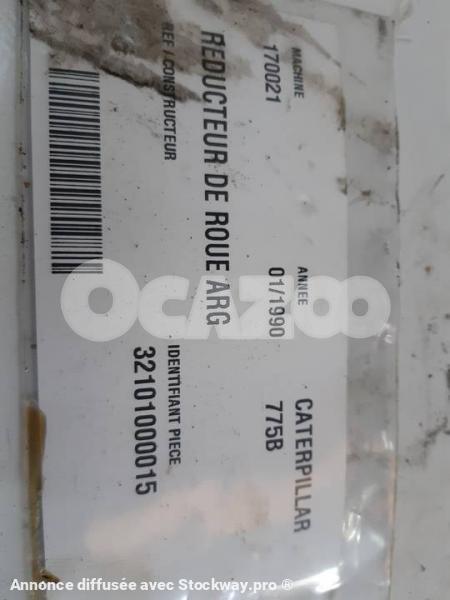 MACHINE ANNEE CATERPILLAR
170021 01/1990 775B
REDUCTEUR DE ROUE ARG
REF / CONSTRUCTEUR IDENTIFIANT PIECE
32101000015
OCAZOO
Annonce diffusée avec Stockway.pro ®